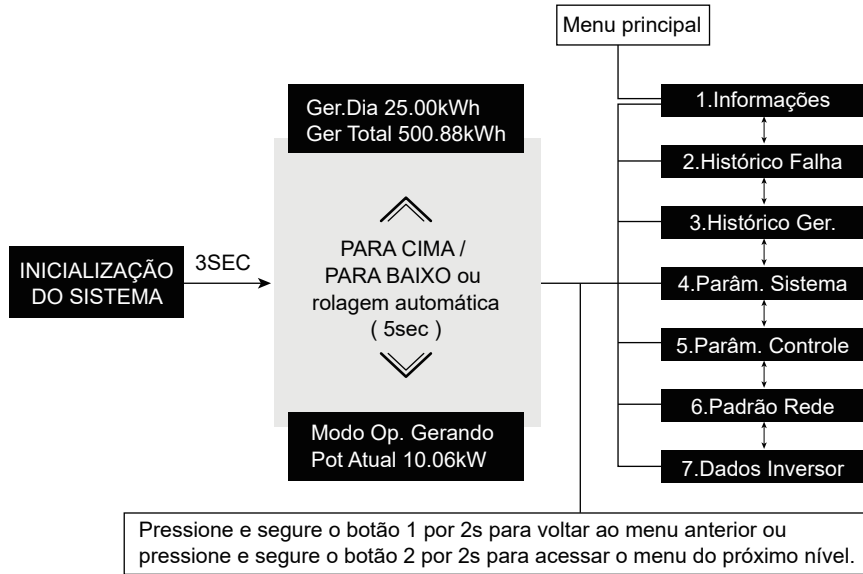 Menu principal
Ger.Dia 25.00kWh
Ger Total 500.88kWh
INICIALIZAÇÃO
DO SISTEMA
3SEC
PARA CIMA /
PARA BAIXO ou
rolagem automática
( 5sec )
Modo Op. Gerando
Pot Atual 10.06kW
1.Informações
2.Histórico Falha
3.Histórico Ger.
4.Parâm. Sistema
5.Parâm. Controle
6.Padrão Rede
7.Dados Inversor
Pressione e segure o botão 1 por 2s para voltar ao menu anterior ou
pressione e segure o botão 2 por 2s para acessar o menu do próximo nível.